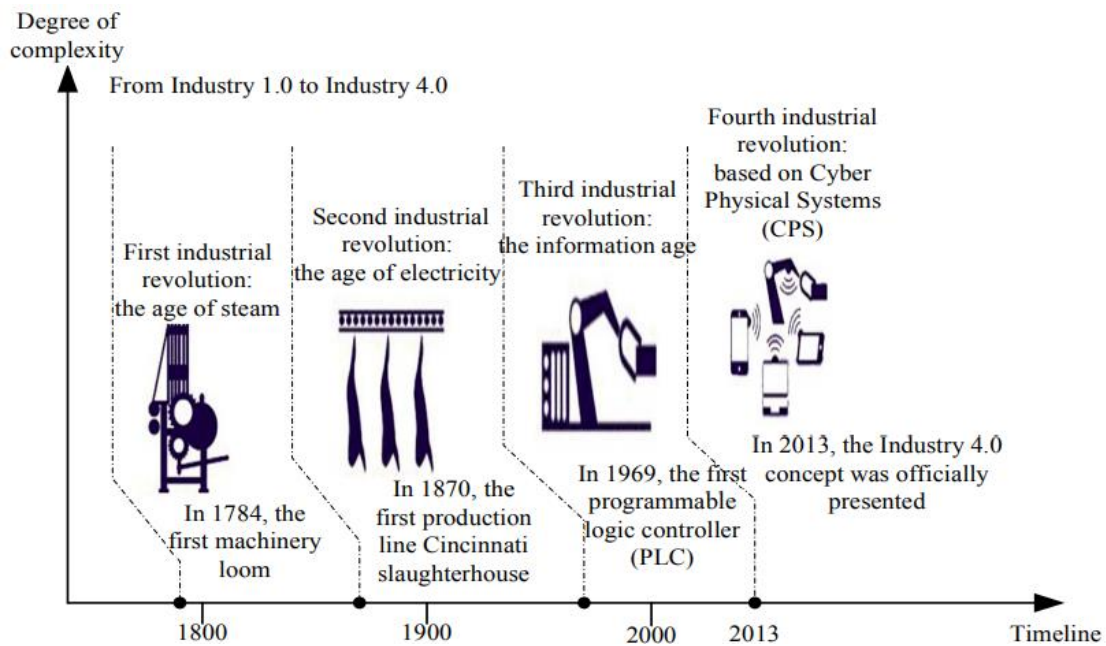 Degree of
complexity
From Industry 1.0 to Industry 4.0
First industrial
revolution:
the age of steam
In 1784, the
first machinery
loom
Second industrial
revolution:
the age of electricity
In 1870, the
first production
line Cincinnati
slaughterhouse
Third industrial
revolution:
the information age
In 1969, the first
programmable
logic controller
(PLC)
Fourth industrial
revolution:
based on Cyber
Physical Systems
(CPS)
In 2013, the Industry 4.0
concept was officially
presented
1800
1900
2000
2013
Timeline